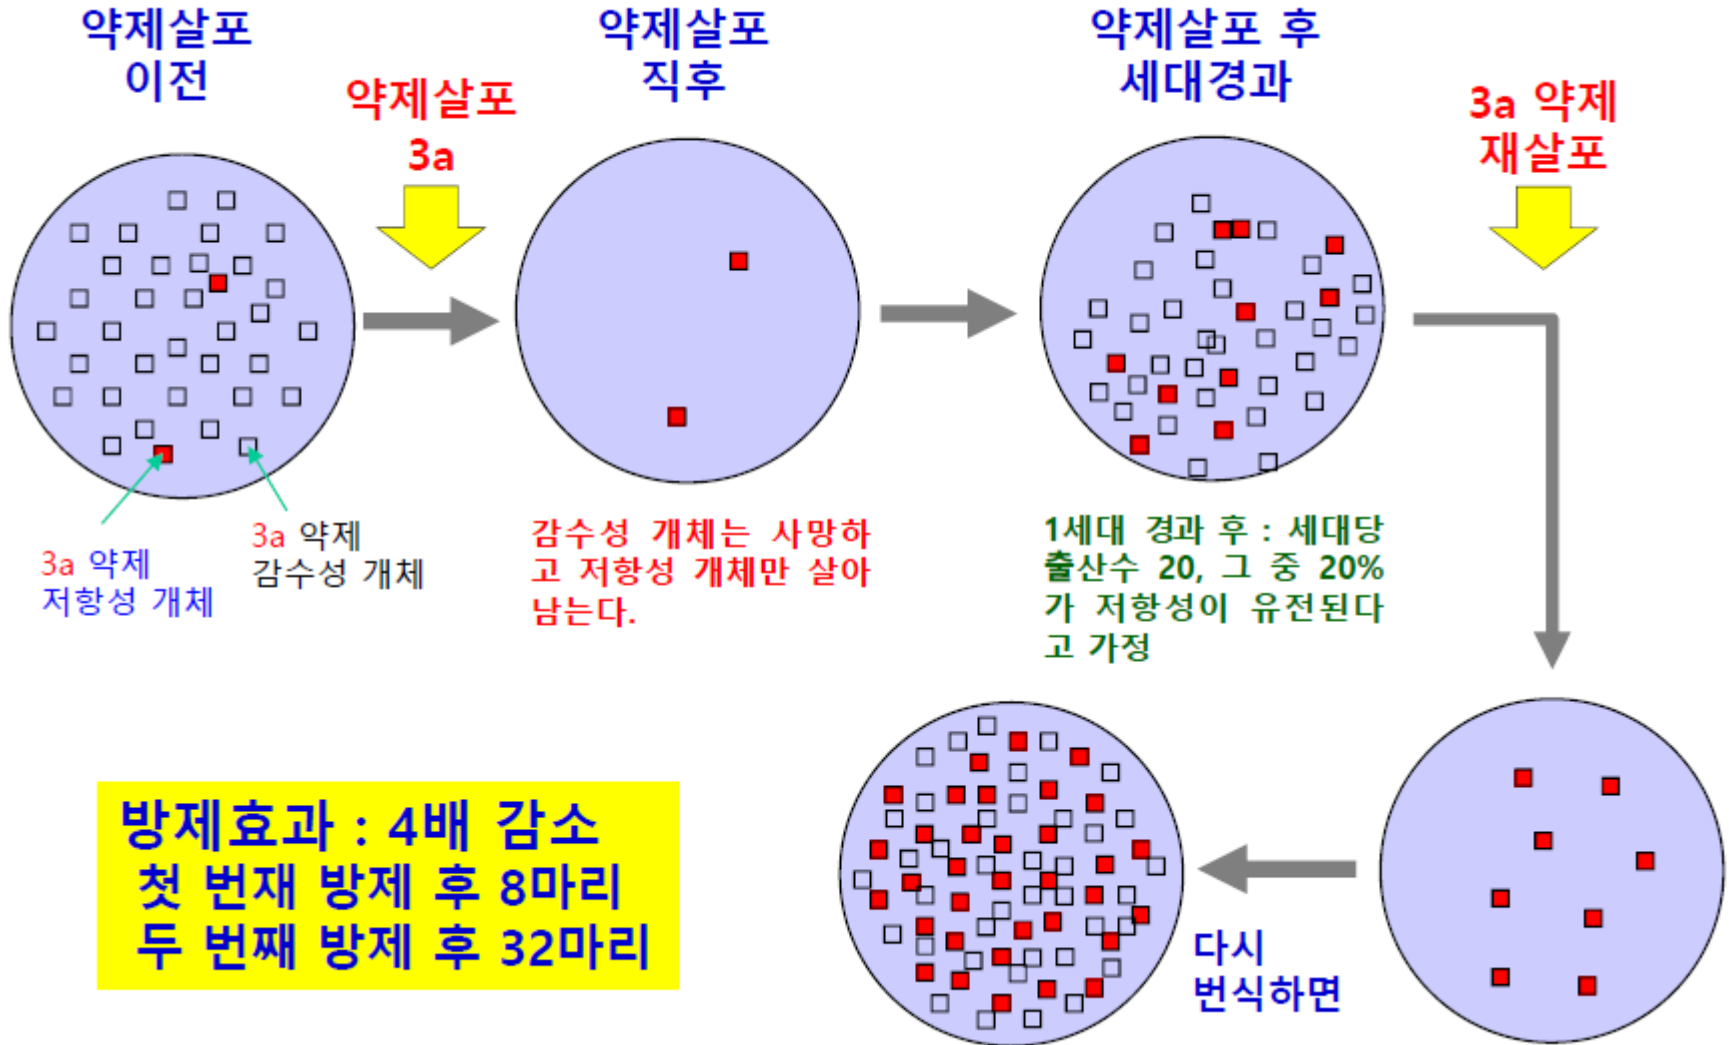 약제살포
이전
약제살포
3a
약제살포
직후
약제살포 후
세대경과
3a 약제
재살포
3a 약제
저항성 개체
3a 약제
감수성 개체
감수성 개체는 사망하
고 저항성 개체만 살아
남는다.
1세대 경과 후 : 세대당
출산수 20, 그 중 20%
가 저항성이 유전된다
고 가정
방제효과 : 4배 감소
첫 번재 방제 후 8마리
두 번째 방제 후 32마리
다시
번식하면